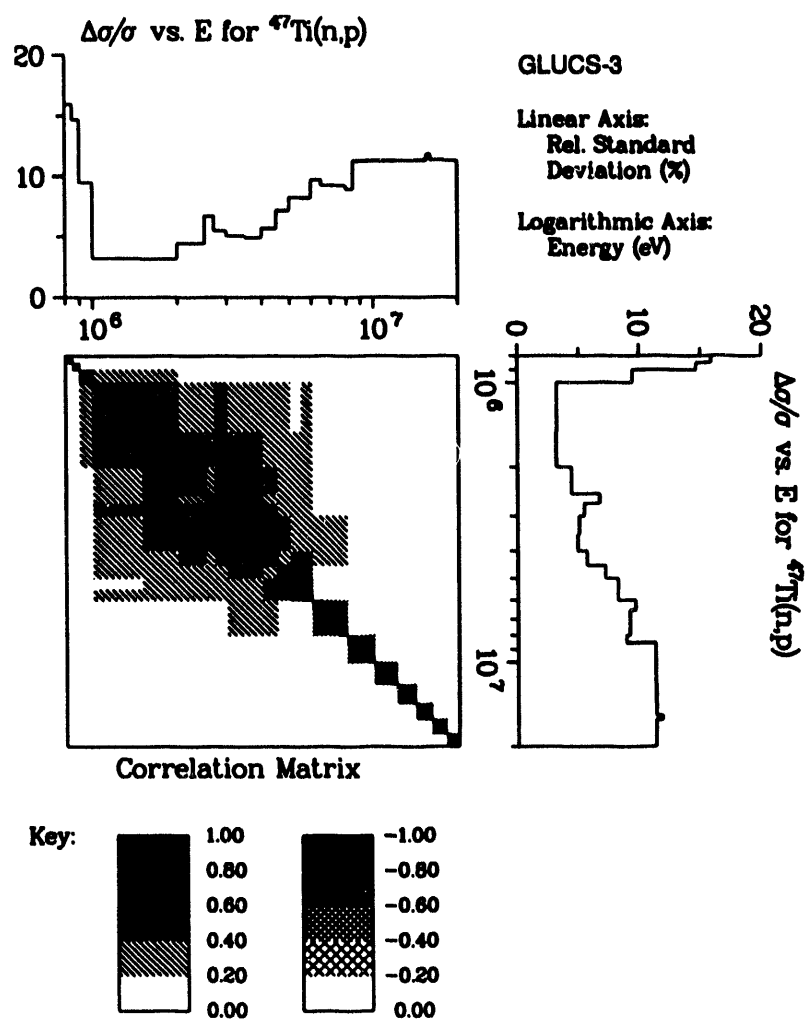 Δσ/σ vs. E for ⁴⁷Ti(n,p)
20
10
0
10⁶
10⁷
GLUCS-3
Linear Axis:
Rel. Standard
Deviation (%)
Logarithmic Axis:
Energy (eV)
0
10
20
10⁶
10⁷
Δσ/σ vs. E for ⁴⁷Ti(n,p)
Correlation Matrix
Key:
1.00
0.80
0.60
0.40
0.20
0.00
-1.00
-0.80
-0.60
-0.40
-0.20
0.00